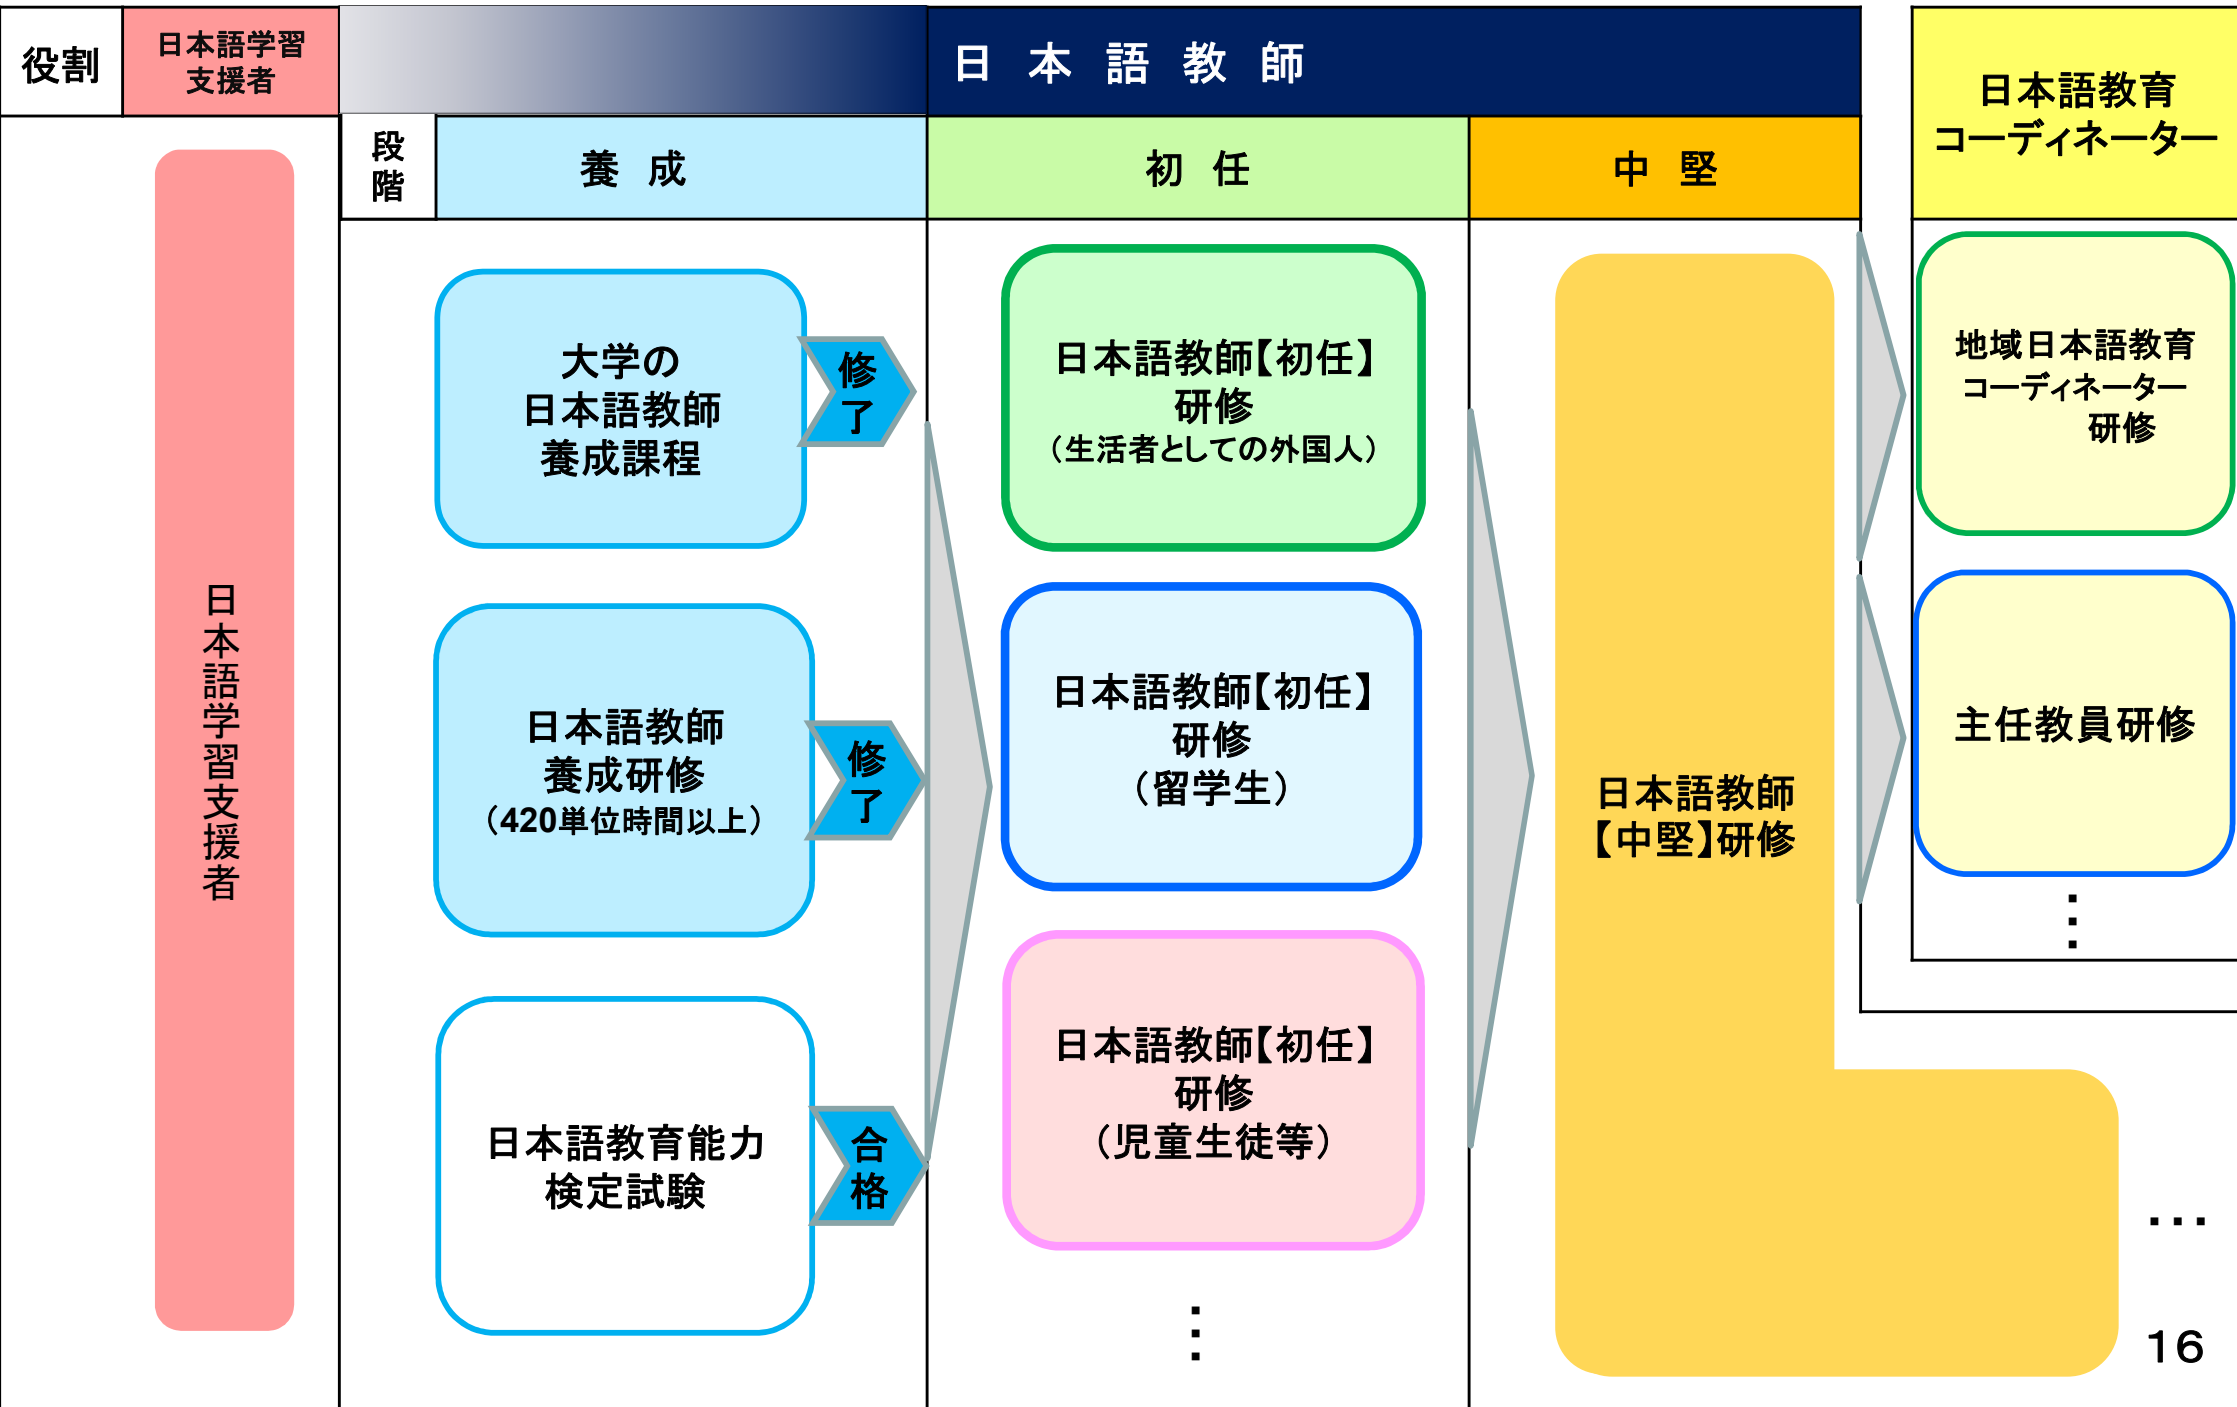 役割
日本語学習
支援者
日本語教師
日本語教育
コーディネーター
段
階
養成
初任
中堅
日本語学習支援者
大学の
日本語教師
養成課程
修
了
日本語教師
養成研修
（420単位時間以上）
修
了
日本語教育能力
検定試験
合
格
日本語教師【初任】
研修
（生活者としての外国人）
日本語教師【初任】
研修
（留学生）
日本語教師【初任】
研修
（児童生徒等）
⋮
日本語教師
【中堅】研修
地域日本語教育
コーディネーター
研修
主任教員研修
⋮
…
16